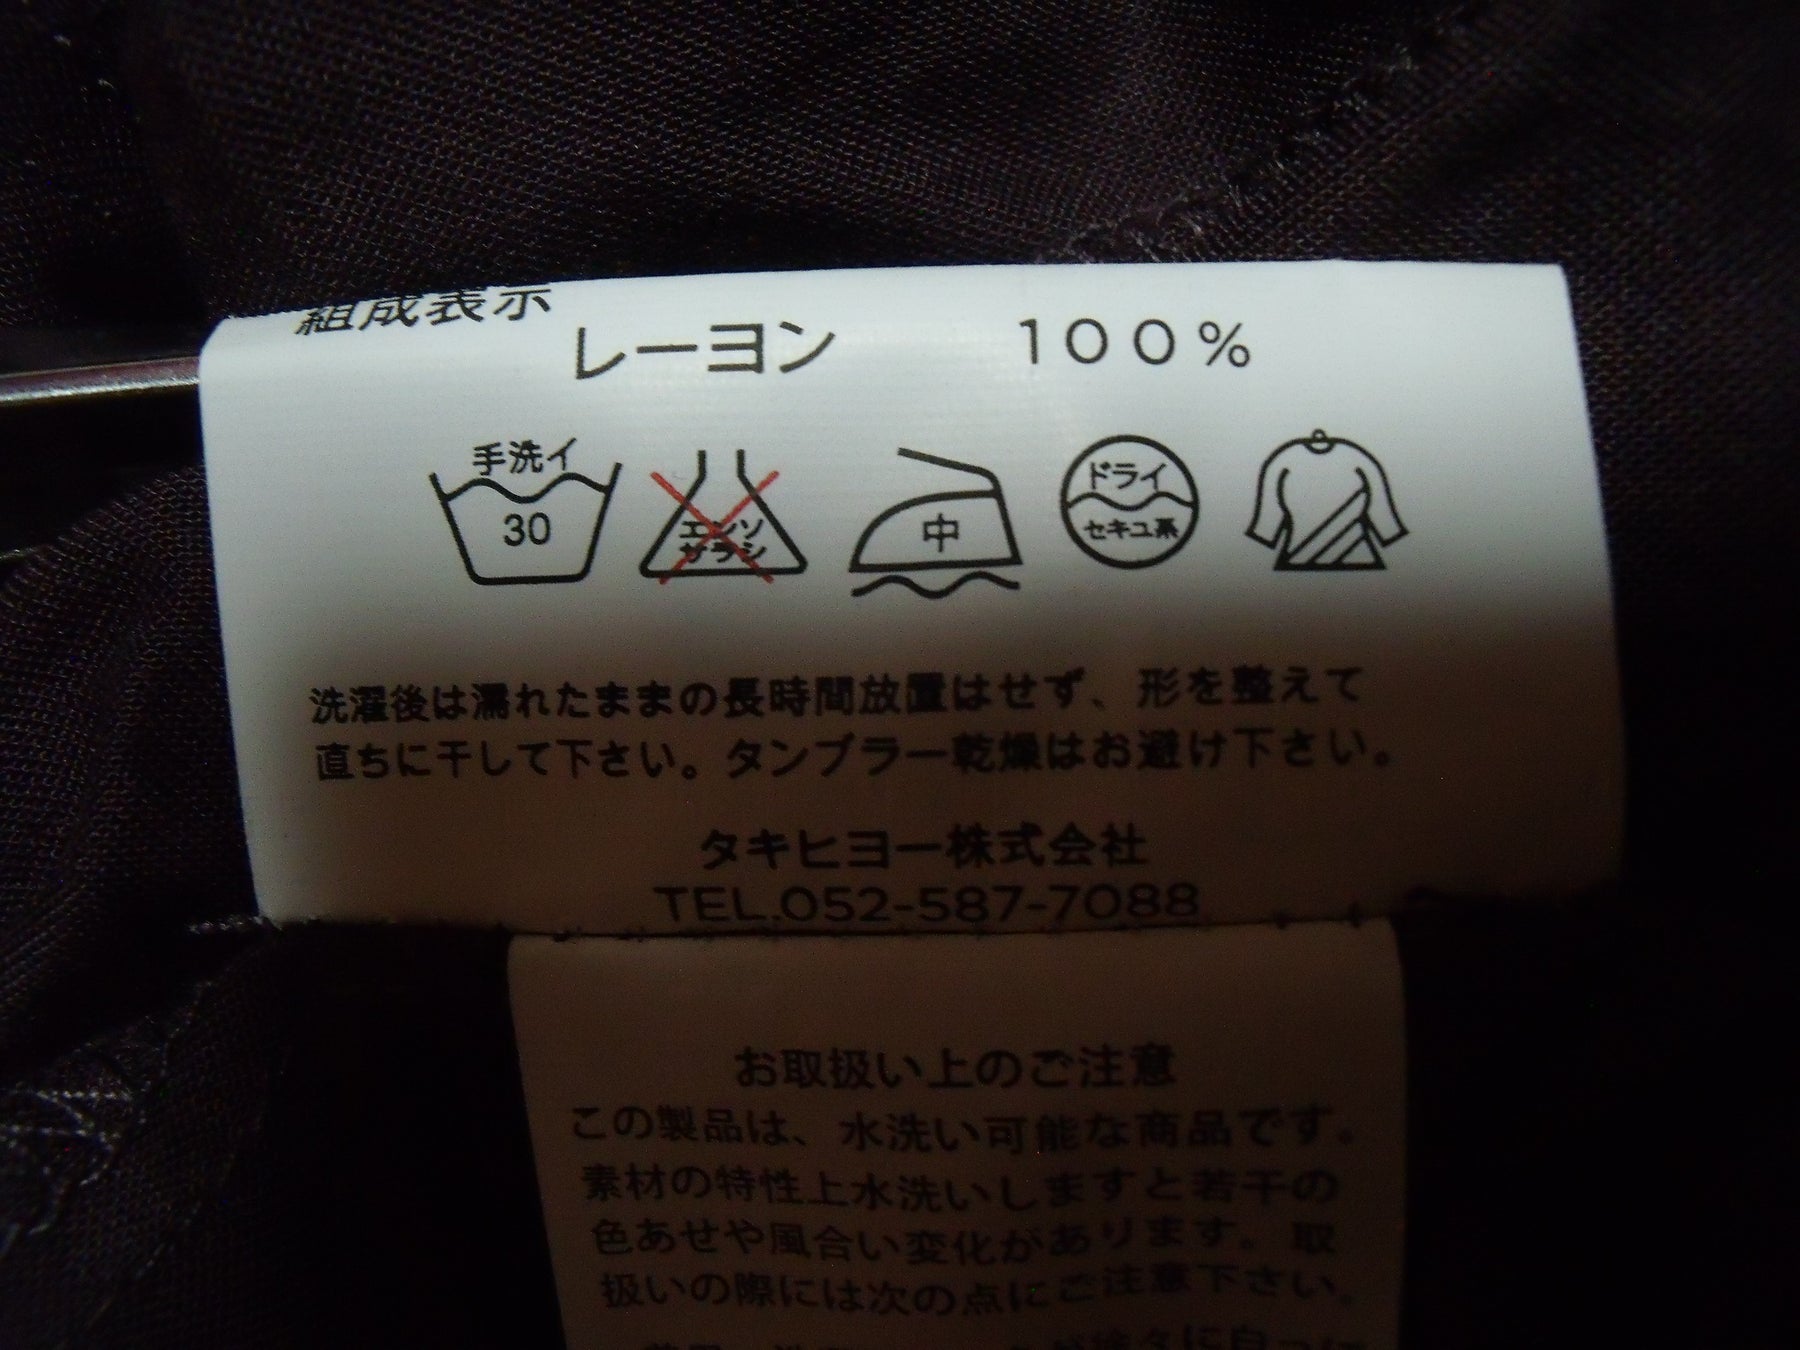 組成表示
レーヨン 100%
手洗イ
30
エンソ
サラシ
中
ドライ
セキユ系
洗濯後は濡れたままの長時間放置はせず、形を整えて
直ちに干して下さい。タンブラー乾燥はお避け下さい。
タキヒヨー株式会社
TEL.052-587-7088
お取扱い上のご注意
この製品は、水洗い可能な商品です。
素材の特性上水洗いしますと若干の
色あせや風合い変化があります。取
扱いの際には次の点にご注意下さい。